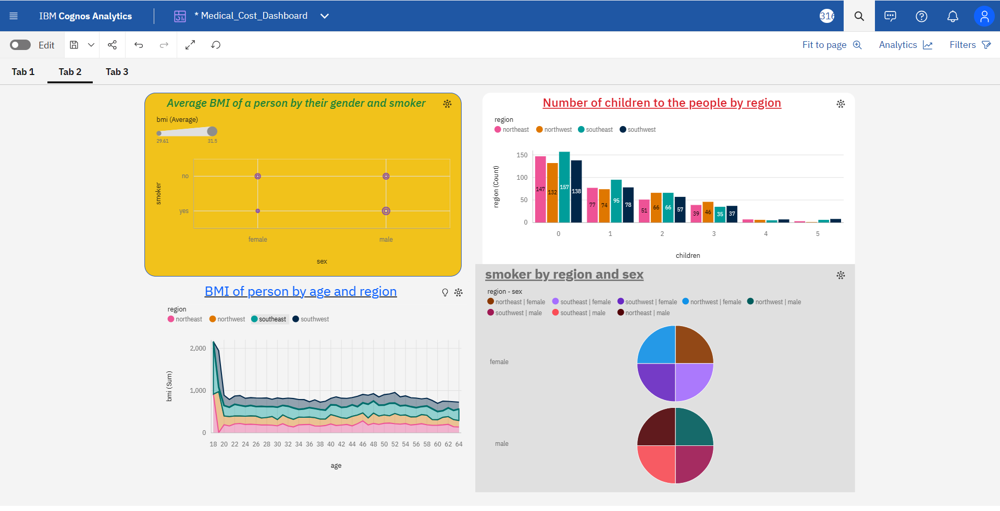 IBM Cognos Analytics
* Medical_Cost_Dashboard
316
Edit
Fit to page
Analytics
Filters
Tab 1
Tab 2
Tab 3
Average BMI of a person by their gender and smoker
bmi (Average)
29.61 31.5
smoker
no
yes
female male
sex
Number of children to the people by region
region
northeast northwest southeast southwest
region (Count)
150
100
50
0
147 132 157 138 77 74 95 78 51 66 66 57 39 46 35 37
0 1 2 3 4 5
children
BMI of person by age and region
region
northeast northwest southeast southwest
bmi (Sum)
2,000
1,000
0
18 20 22 24 26 28 30 32 34 36 38 40 42 44 46 48 50 52 54 56 58 60 62 64
age
smoker by region and sex
region - sex
northeast | female southeast | female southwest | female northwest | female northwest | male
southwest | male southeast | male northeast | male
female
male